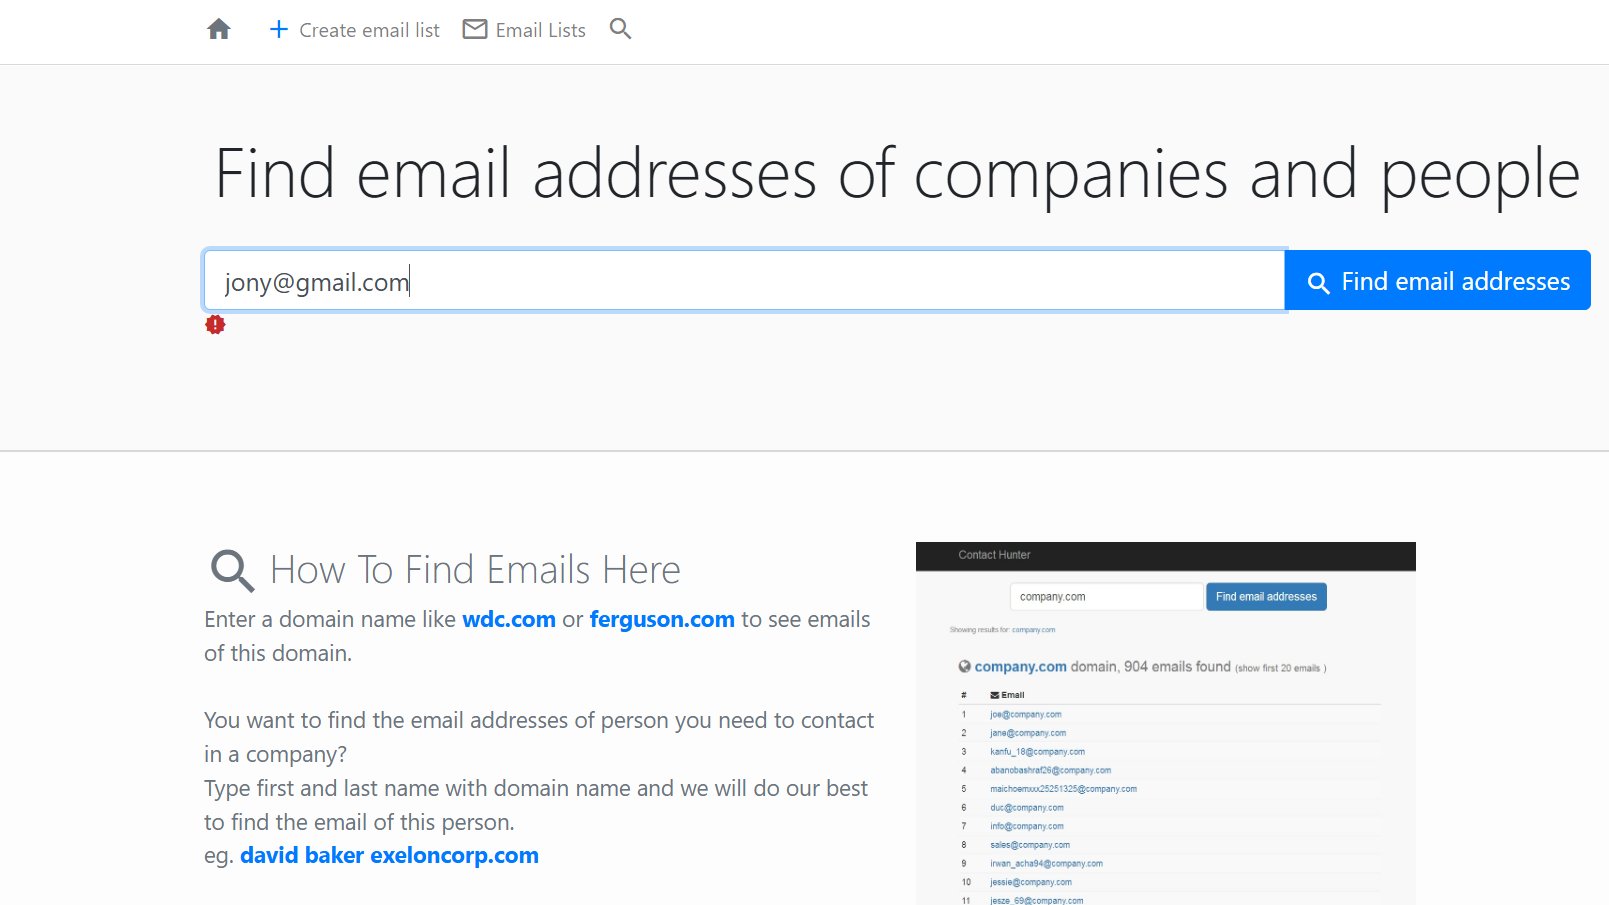 Create email list Email Lists
Find email addresses of companies and people
jony@gmail.com
Find email addresses
How To Find Emails Here
Enter a domain name like wdc.com or ferguson.com to see emails
of this domain.
You want to find the email addresses of person you need to contact
in a company?
Type first and last name with domain name and we will do our best
to find the email of this person.
eg. david baker exeloncorp.com
Contact Hunter
company.com Find email addresses
Showing results for: company.com
company.com domain, 904 emails found (show first 20 emails )
# Email
1 joe@company.com
2 jane@company.com
3 kanfu_18@company.com
4 abanobashraf26@company.com
5 maichoemxxx25251325@company.com
6 duc@company.com
7 info@company.com
8 sales@company.com
9 irwan_acha94@company.com
10 jessie@company.com
11 jesze_69@company.com